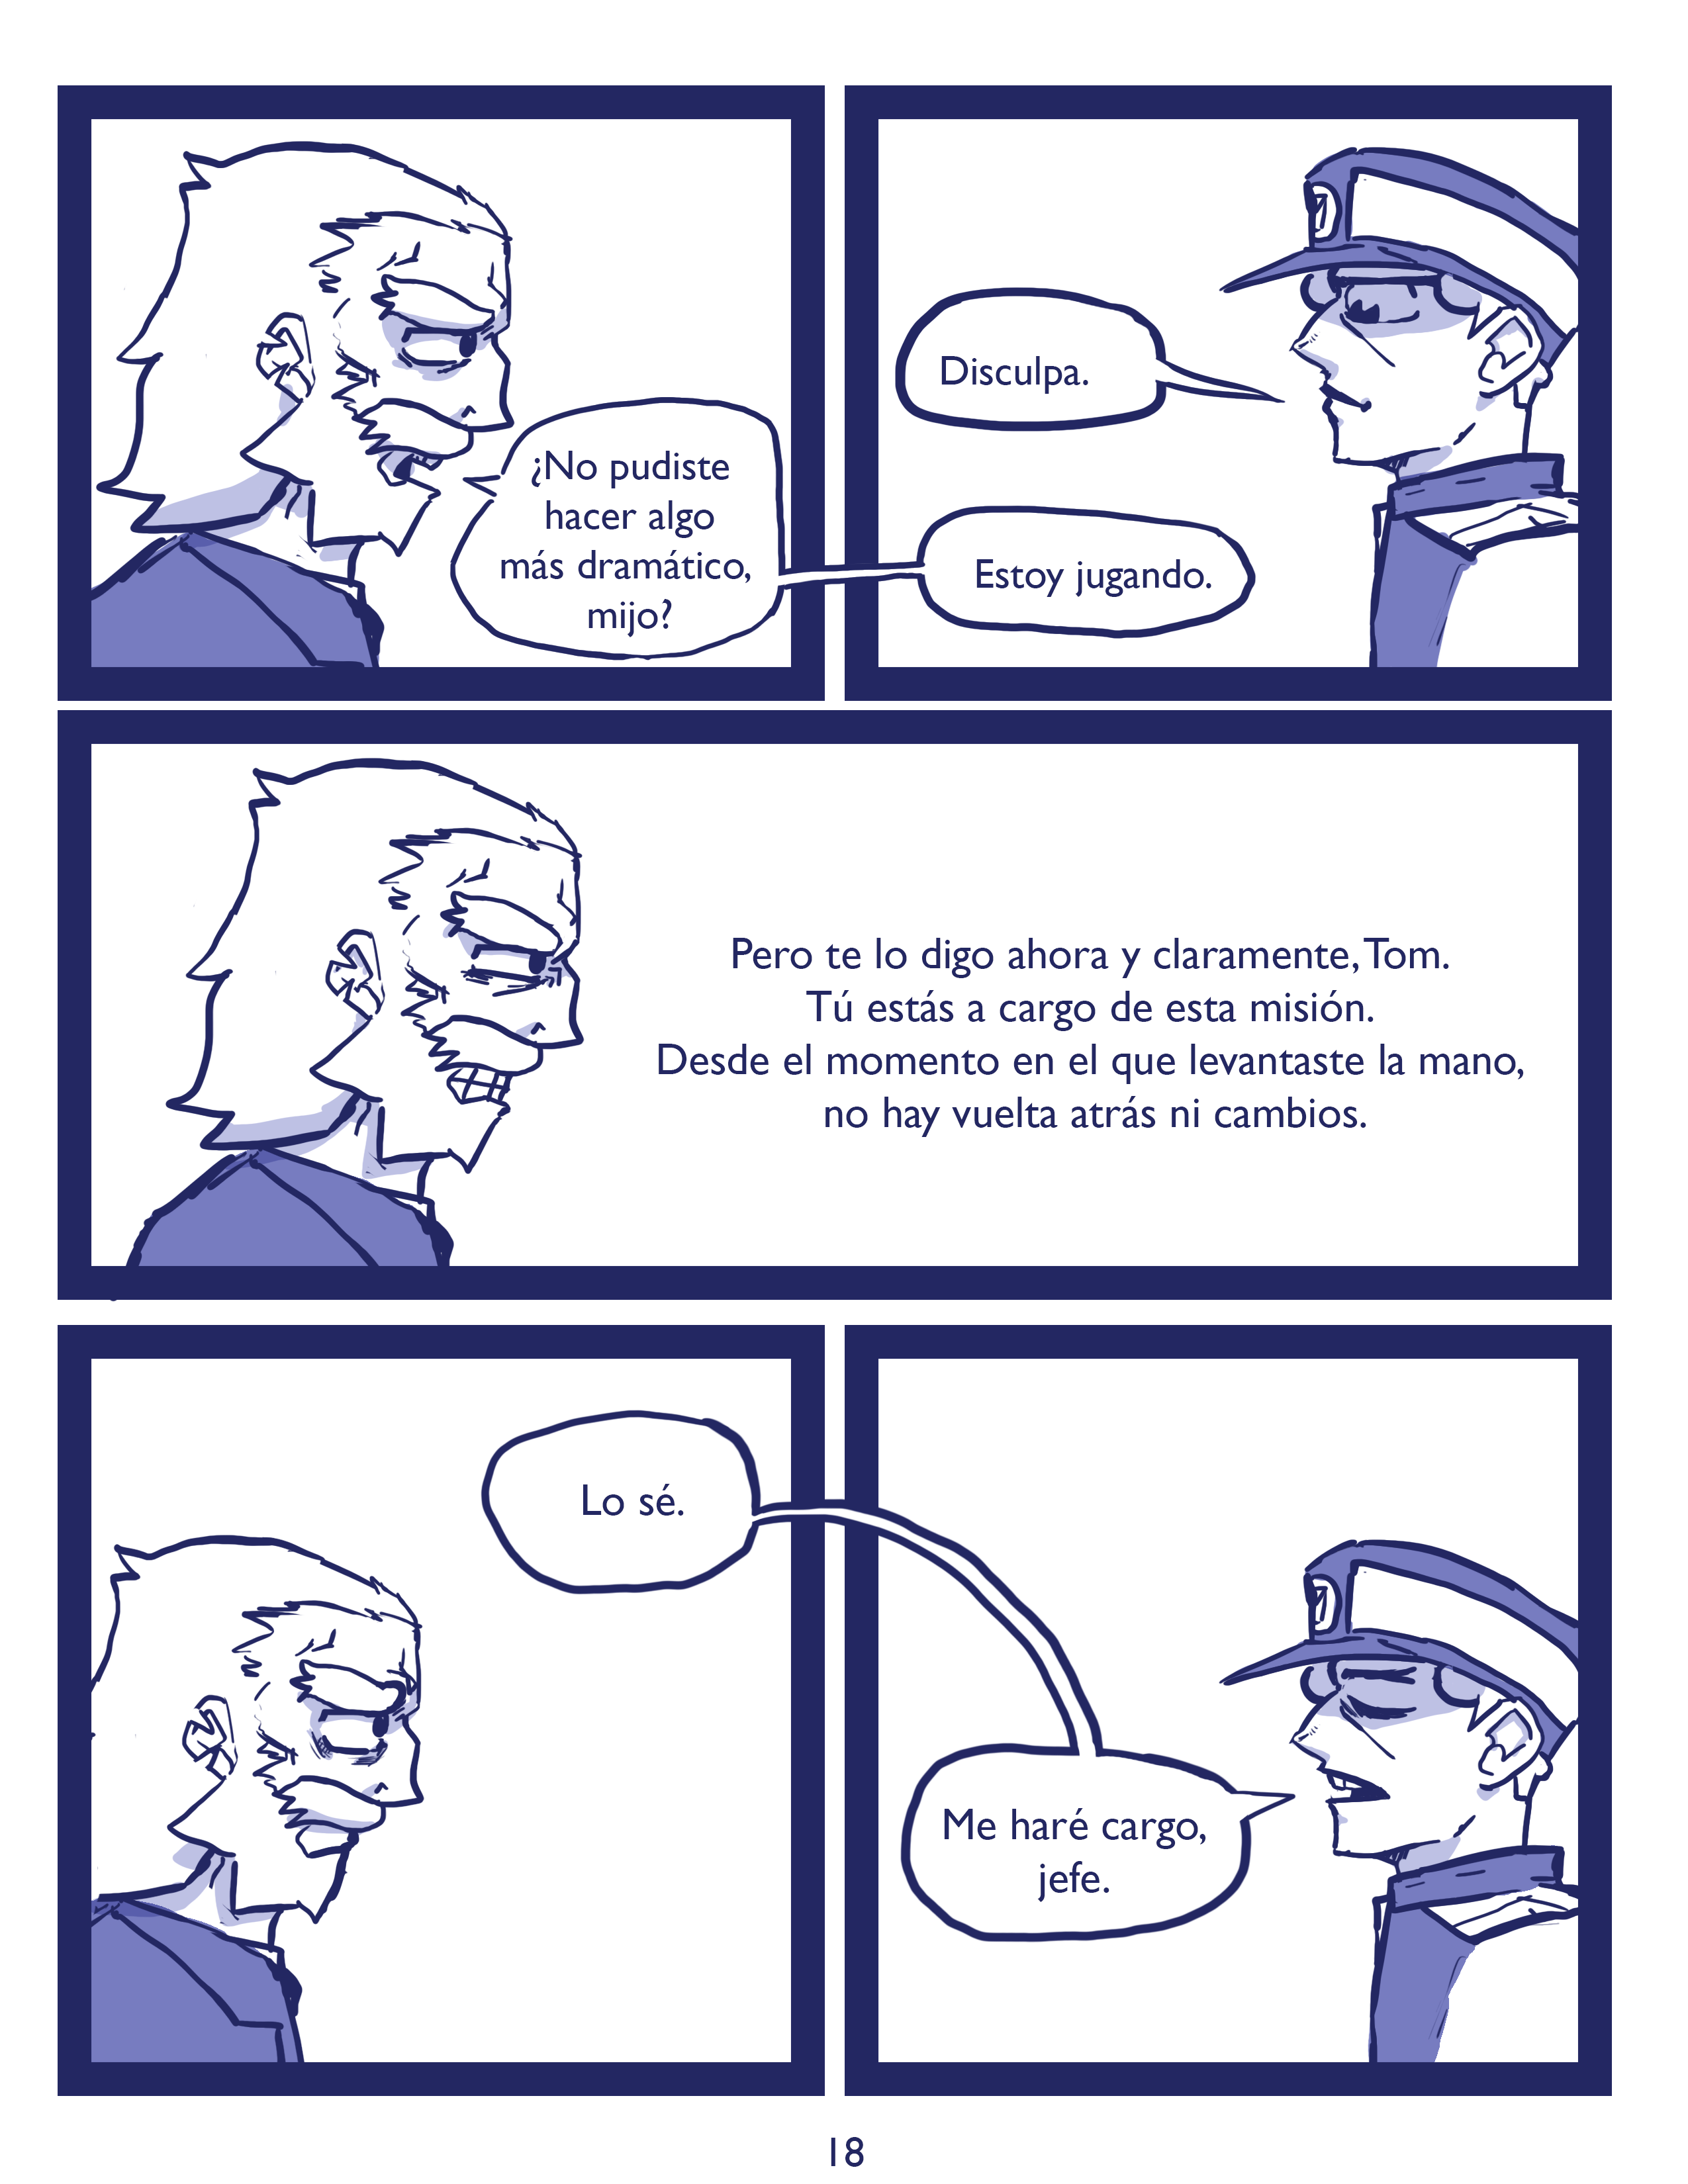 ¿No pudiste
hacer algo
más dramático,
mijo?
Disculpa.
Estoy jugando.
Pero te lo digo ahora y claramente, Tom.
Tú estás a cargo de esta misión.
Desde el momento en el que levantaste la mano,
no hay vuelta atrás ni cambios.
Lo sé.
Me haré cargo,
jefe.
18